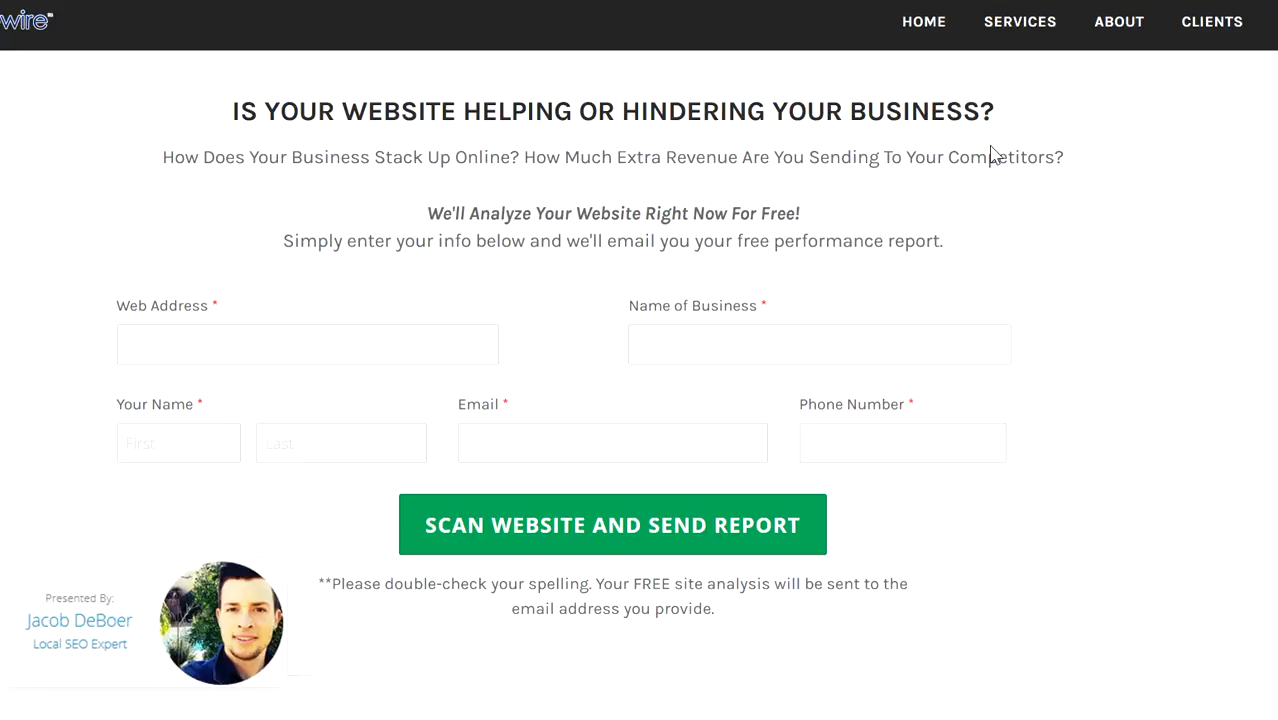 wire
HOME SERVICES ABOUT CLIENTS
IS YOUR WEBSITE HELPING OR HINDERING YOUR BUSINESS?
How Does Your Business Stack Up Online? How Much Extra Revenue Are You Sending To Your Competitors?
We'll Analyze Your Website Right Now For Free!
Simply enter your info below and we'll email you your free performance report.
Web Address * Name of Business *
Your Name * Email * Phone Number *
First Last
SCAN WEBSITE AND SEND REPORT
**Please double-check your spelling. Your FREE site analysis will be sent to the
email address you provide.
Presented By:
Jacob DeBoer
Local SEO Expert